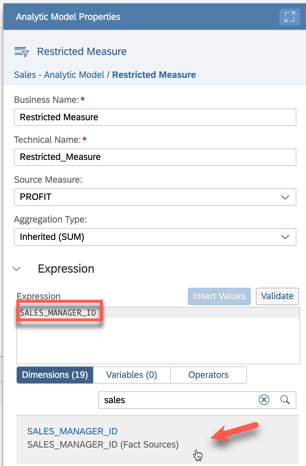 Analytic Model Properties
Restricted Measure
Sales - Analytic Model / Restricted Measure
Business Name:*
Restricted Measure
Technical Name:*
Restricted_Measure
Source Measure:
PROFIT
Aggregation Type:
Inherited (SUM)
Expression
Expression
Insert Values
Validate
SALES_MANAGER_ID
Dimensions (19)
Variables (0)
Operators
sales
SALES_MANAGER_ID
SALES_MANAGER_ID (Fact Sources)